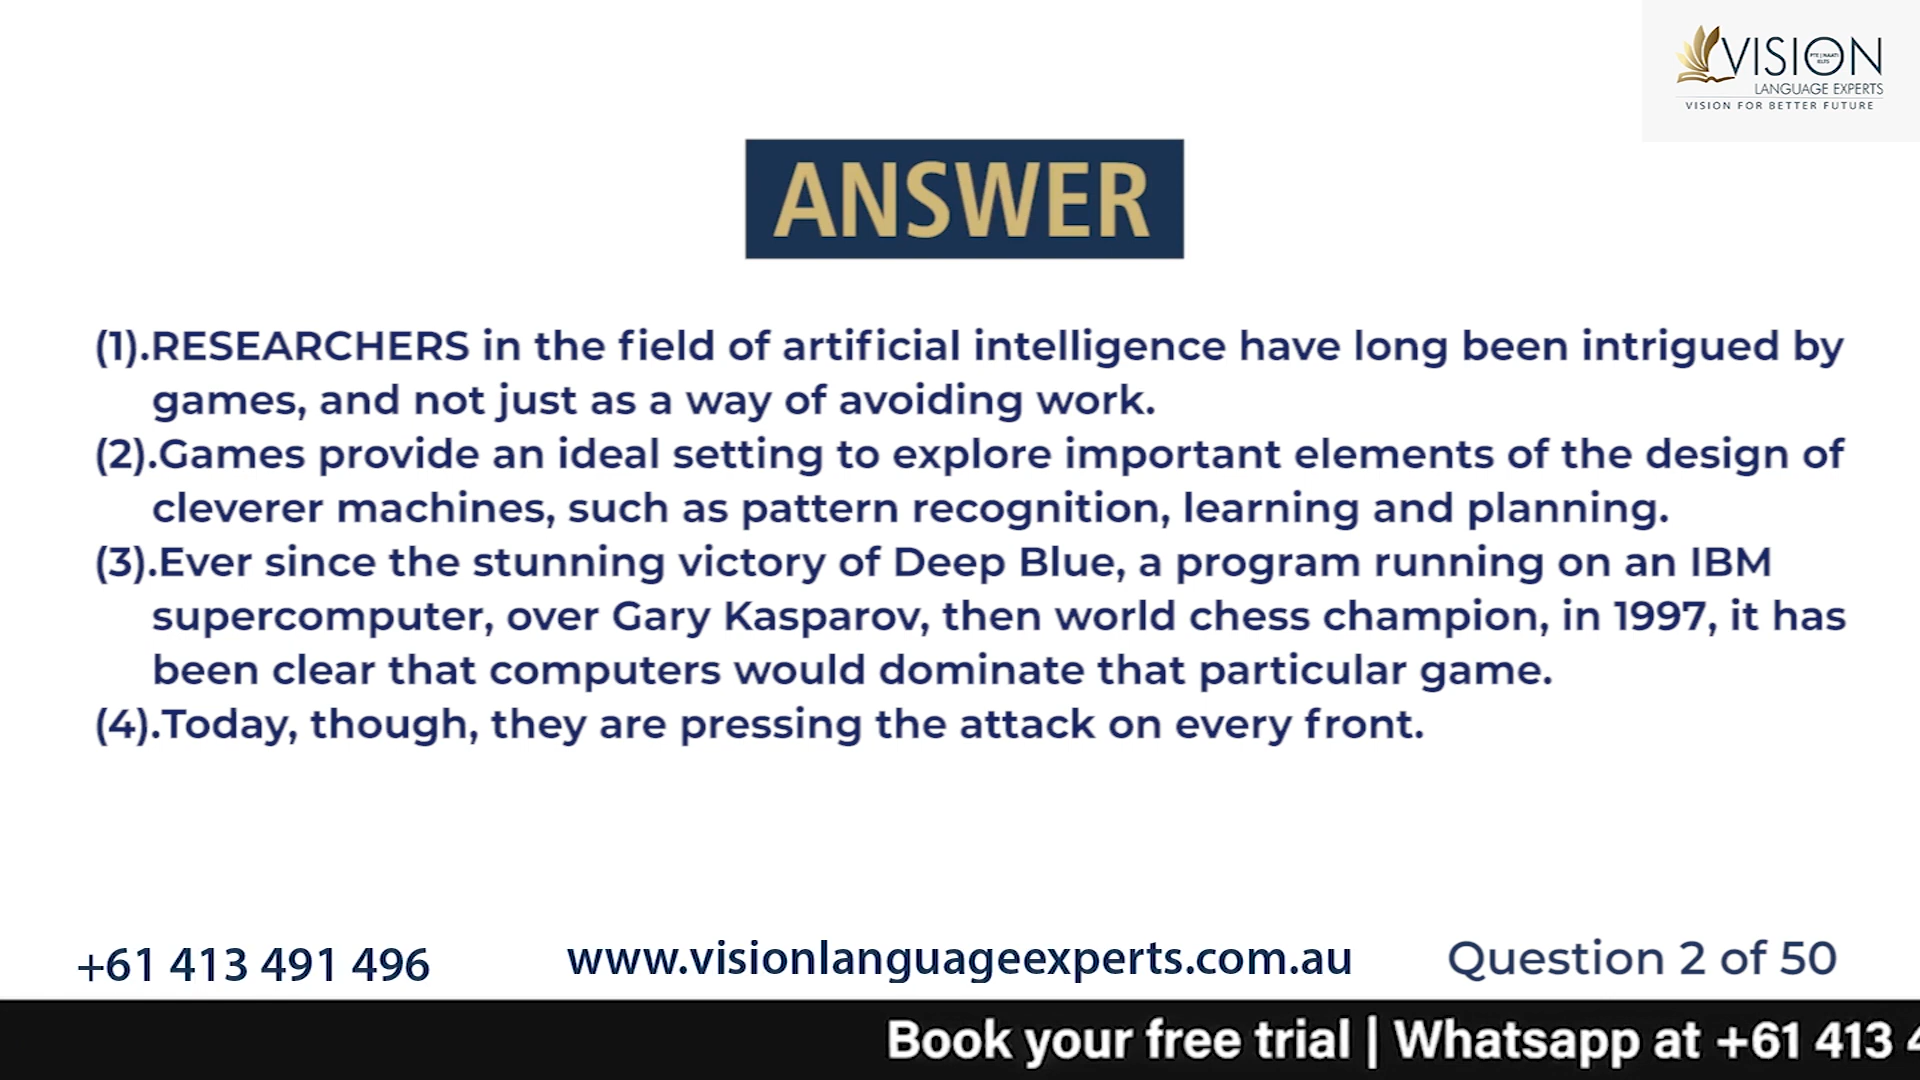 VISION
LANGUAGE EXPERTS
VISION FOR BETTER FUTURE
ANSWER
(1).RESEARCHERS in the field of artificial intelligence have long been intrigued by
games, and not just as a way of avoiding work.
(2).Games provide an ideal setting to explore important elements of the design of
cleverer machines, such as pattern recognition, learning and planning.
(3).Ever since the stunning victory of Deep Blue, a program running on an IBM
supercomputer, over Gary Kasparov, then world chess champion, in 1997, it has
been clear that computers would dominate that particular game.
(4).Today, though, they are pressing the attack on every front.
+61 413 491 496
www.visionlanguageexperts.com.au
Question 2 of 50
Book your free trial | Whatsapp at +61 413